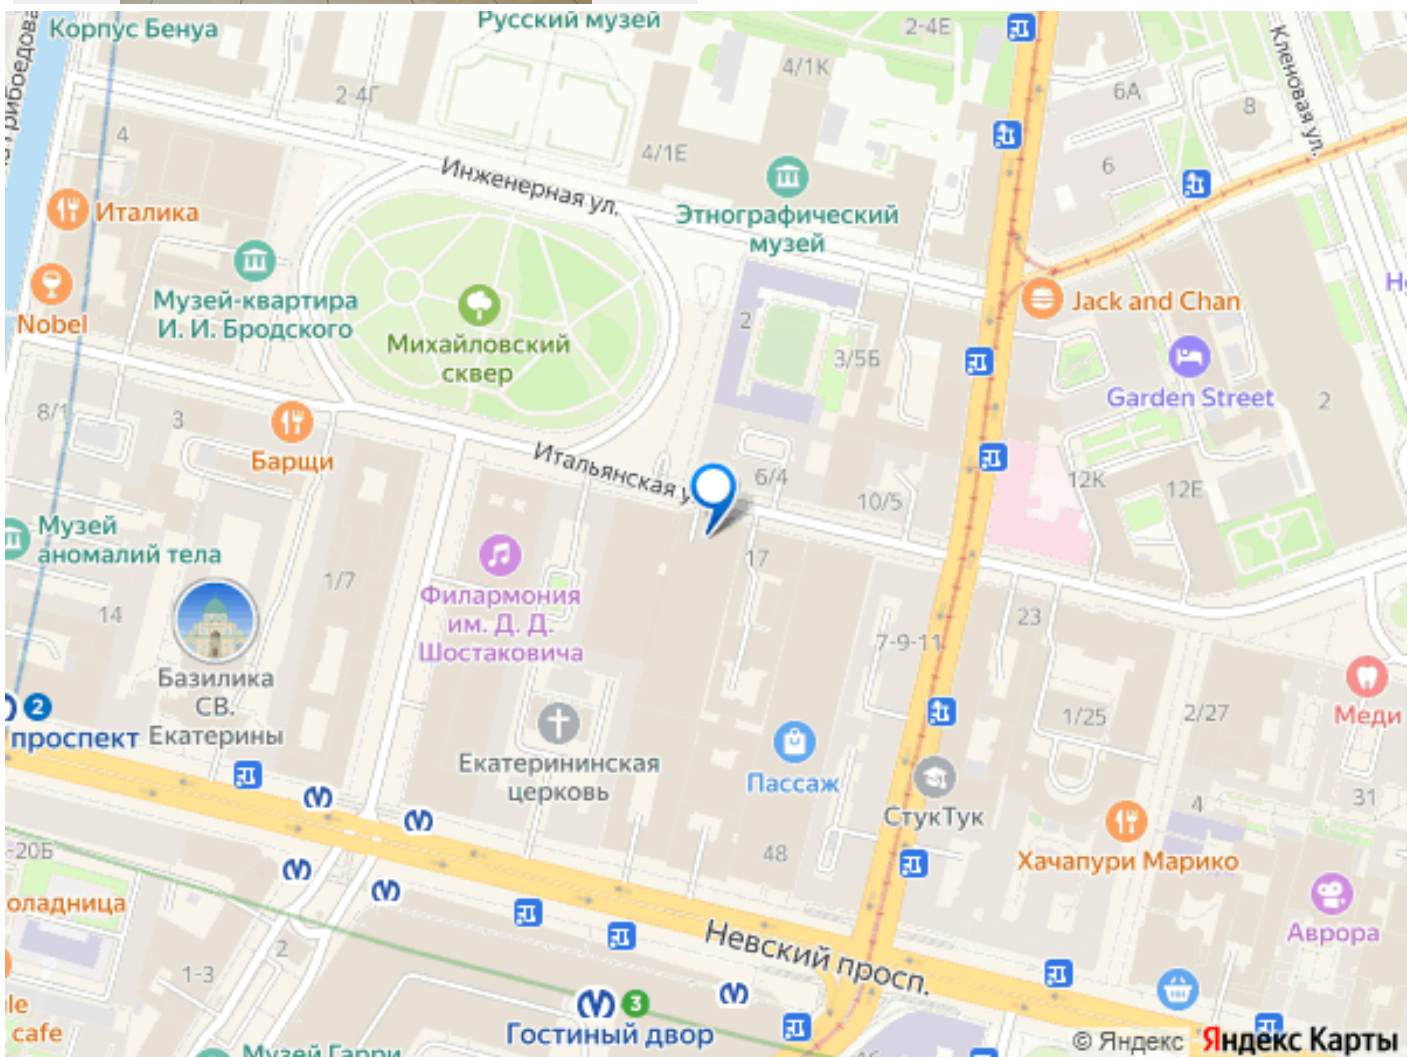 Русский музей
Корпус Бенуа
2-4Е
4/1К
6А
8
Кленовая ул.
2-4Г
4
4/1Е
6
Инженерная ул.
Италика
Этнографический
музей
Музей-квартира
И. И. Бродского
Nobel
Михайловский
сквер
2
3/5Б
Jack and Chan
Garden Street
2
8/1
3
Барщи
Итальянская у
6/4
10/5
12К
12Е
Музей
аномалий тела
17
1/7
14
Филармония
им. Д. Д.
Шостаковича
23
7-9-11
Базилика
СВ.
Екатерины
2
проспект
Екатерининская
церковь
Пассаж
1/25
2/27
Меди
СтукТук
4
31
Хачапури Марико
48
-20Б
оладница
Аврора
Невский просп.
2
1-3
le
cafe
3
Гостиный двор
Музей Гарри
© Яндекс
Яндекс Карты